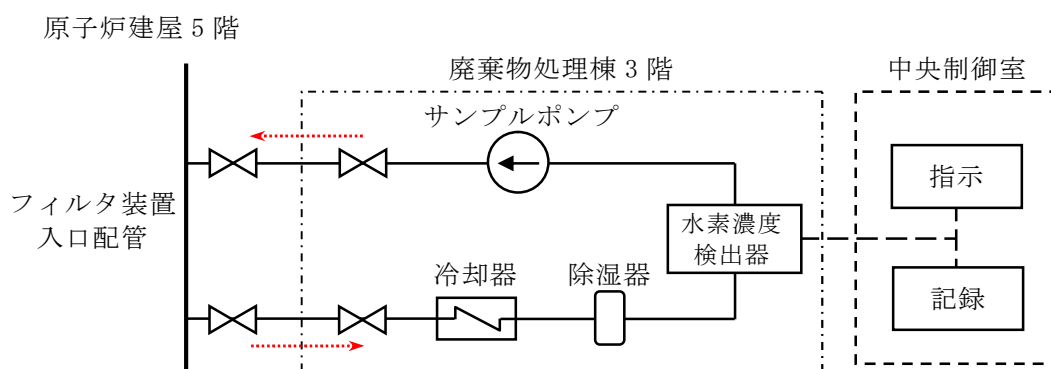 原子炉建屋 5 階
廃棄物処理棟 3 階
中央制御室
サンプルポンプ
指示
フィルタ装置
入口配管
水素濃度
検出器
冷却器
除湿器
記録